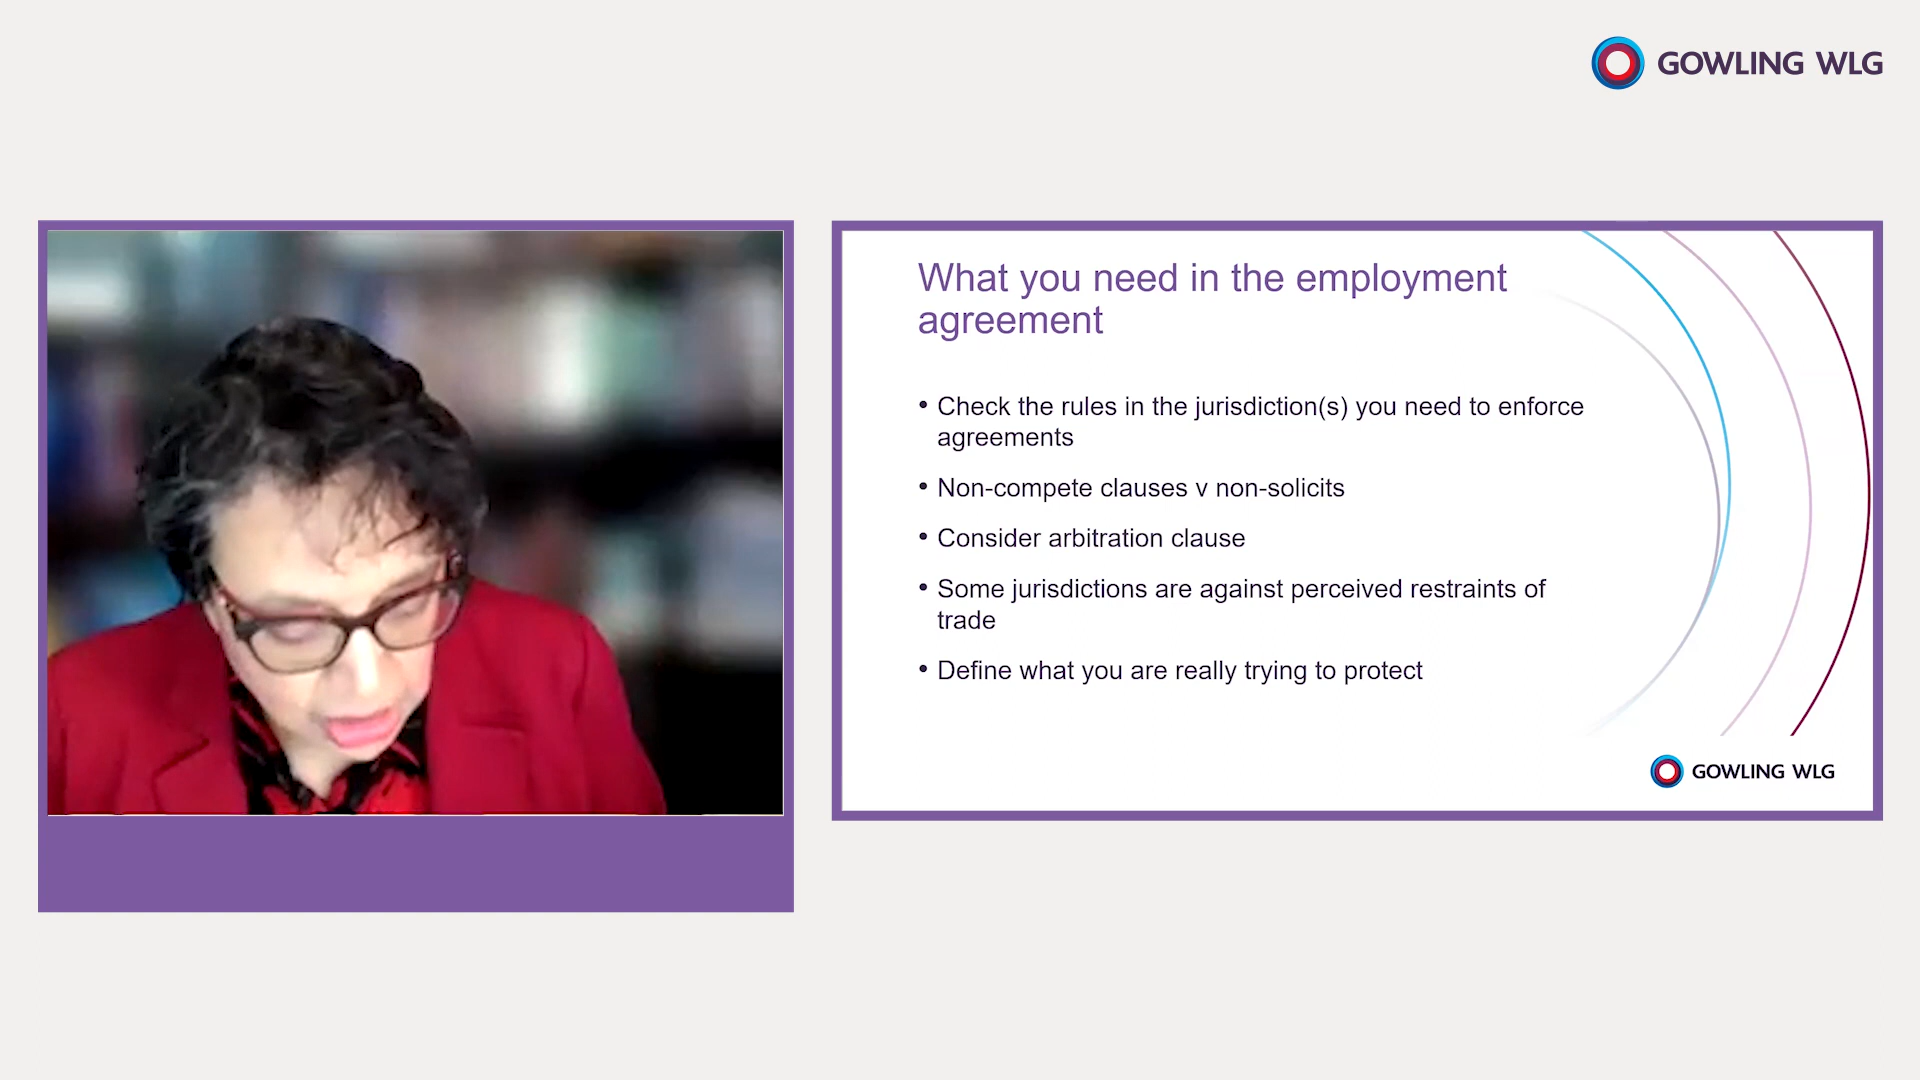 GOWLING WLG
What you need in the employment
agreement
• Check the rules in the jurisdiction(s) you need to enforce
agreements
• Non-compete clauses v non-solicits
• Consider arbitration clause
• Some jurisdictions are against perceived restraints of
trade
• Define what you are really trying to protect
GOWLING WLG